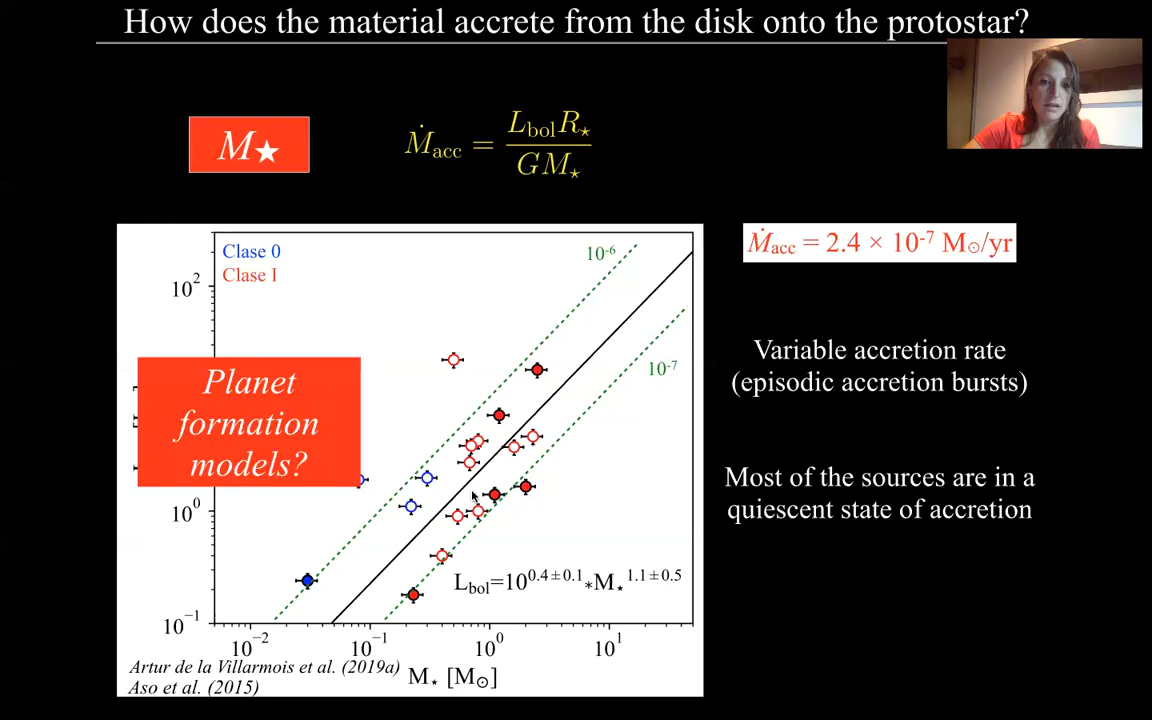 How does the material accrete from the disk onto the protostar?
M★
Ṁacc = LbolR⋆ / GM⋆
Ṁacc = 2.4 × 10⁻⁷ M⊙/yr
Clase 0
Clase I
10⁻⁶
10⁻⁷
10²
10⁰
10⁻¹
Planet
formation
models?
Variable accretion rate
(episodic accretion bursts)
Most of the sources are in a
quiescent state of accretion
Lbol=10⁰·⁴±⁰·¹*M⋆¹·¹±⁰·⁵
10⁻² 10⁻¹ 10⁰ 10¹
M⋆ [M⊙]
Artur de la Villarmois et al. (2019a)
Aso et al. (2015)